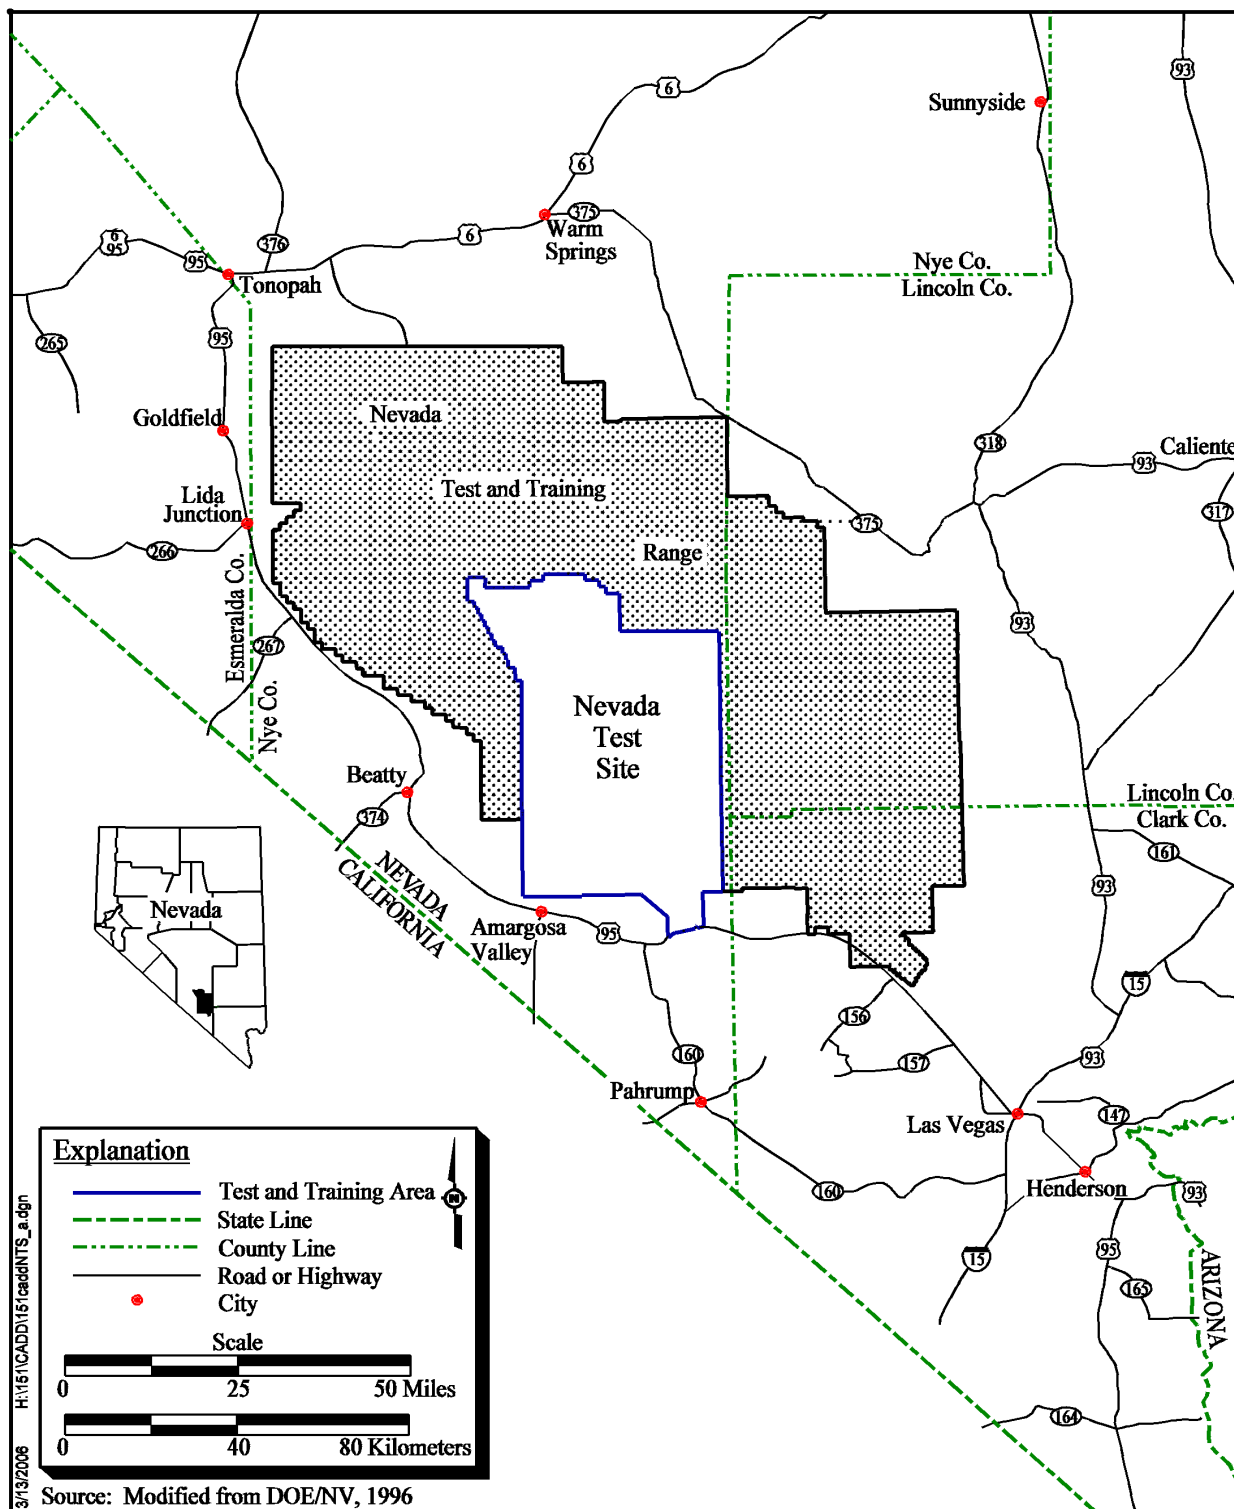 93
6
Sunnyside
6
375
Warm
Springs
6
95
376
6
95
Nye Co.
Lincoln Co.
Tonopah
265
95
Nevada
Goldfield
318
Caliente
93
Test and Training
Lida
Junction
317
375
266
Range
Esmeralda Co.
Nye Co.
93
267
Nevada
Test
Site
Beatty
374
Lincoln Co.
Clark Co.
161
NEVADA
CALIFORNIA
93
Nevada
Amargosa
Valley
95
15
156
160
157
93
Pahrump
Las Vegas
147
160
Henderson
93
95
15
165
ARIZONA
164
Explanation
N
Test and Training Area
State Line
County Line
Road or Highway
City
Scale
0 25 50 Miles
0 40 80 Kilometers
Source: Modified from DOE/NV, 1996
3/13/2006 H:\151\CADD\151caddNTS_a.dgn